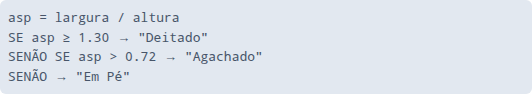 asp = largura / altura
SE asp ≥ 1.30 → "Deitado"
SENÃO SE asp > 0.72 → "Agachado"
SENÃO → "Em Pé"